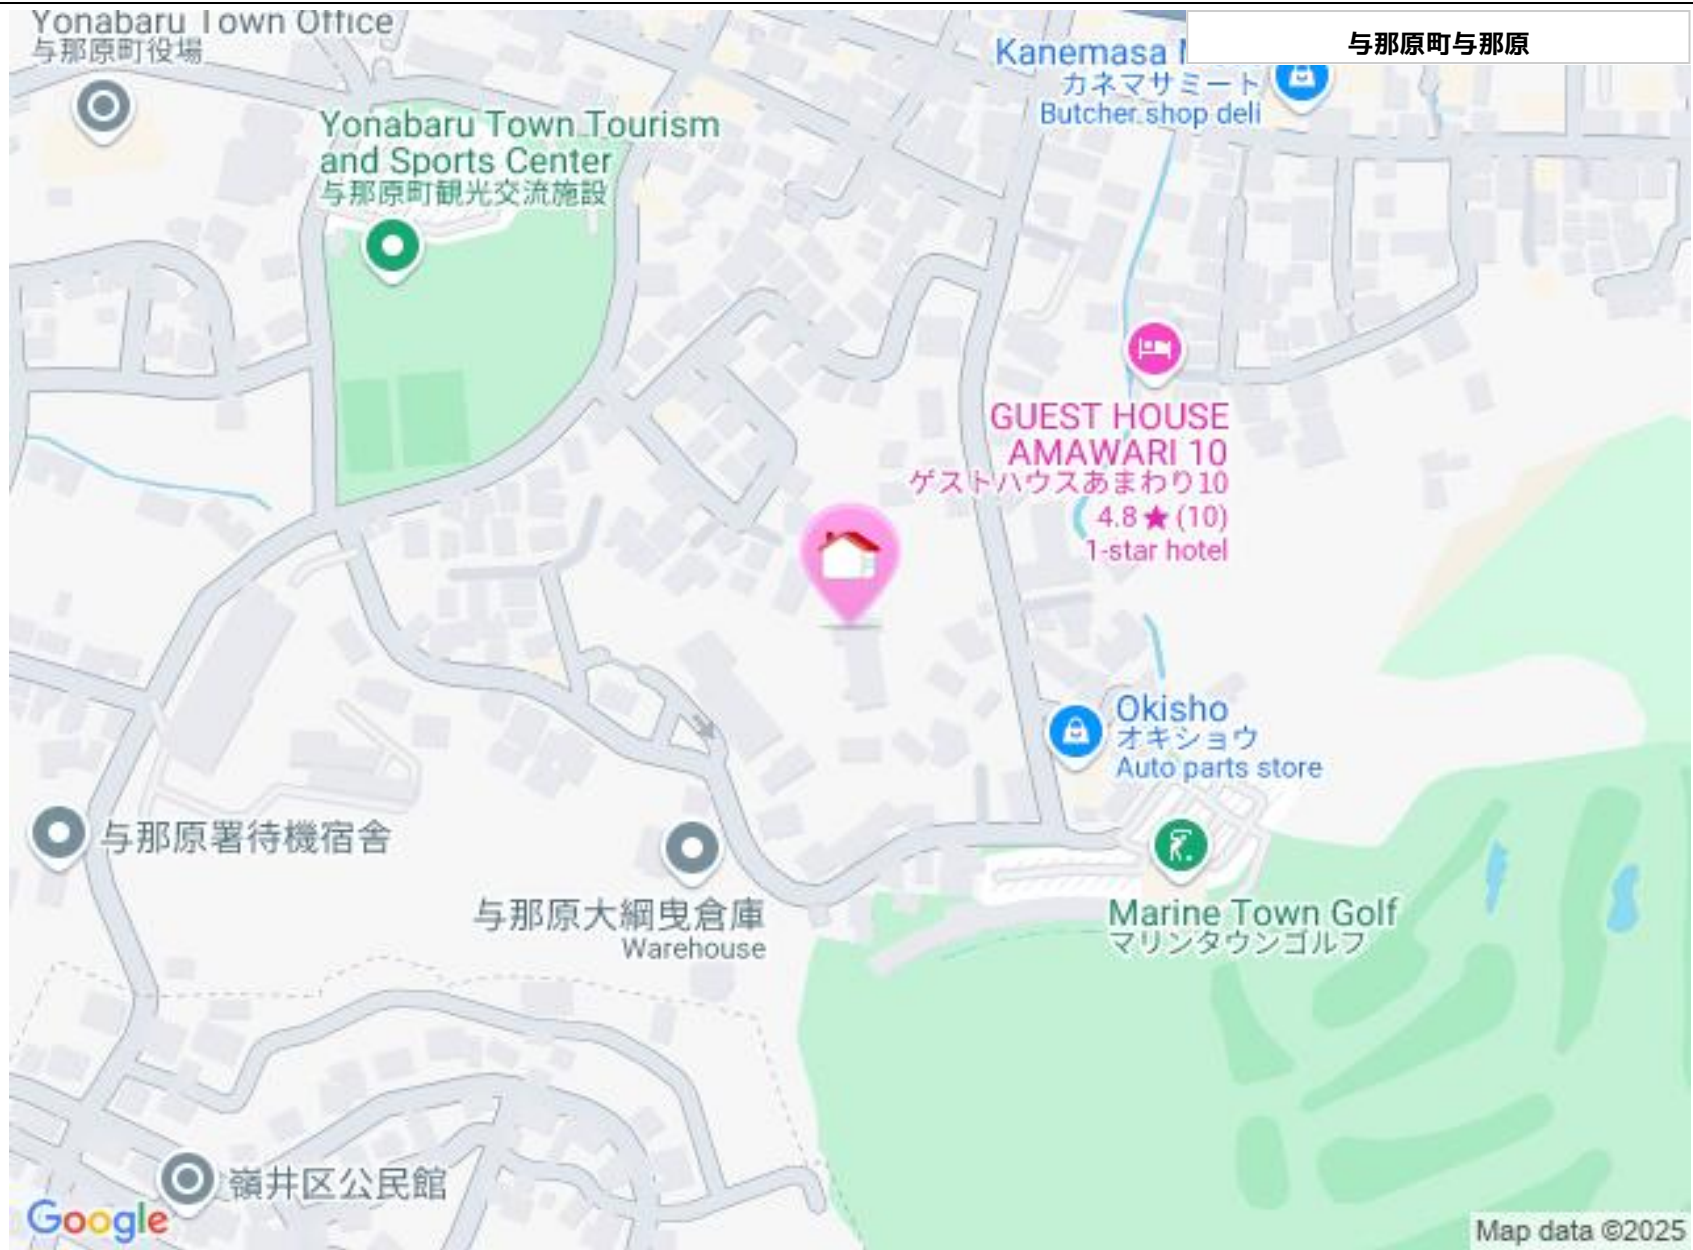 Yonabaru Town Office
与那原町役場
与那原町与那原
Kanemasa
カネマサミート
Butcher shop deli
Yonabaru Town Tourism
and Sports Center
与那原町観光交流施設
GUEST HOUSE
AMAWARI 10
ゲストハウスあまわり10
4.8 ★ (10)
1-star hotel
Okisho
オキショウ
Auto parts store
与那原署待機宿舎
与那原大綱曳倉庫
Warehouse
Marine Town Golf
マリンタウンゴルフ
嶺井区公民館
Google
Map data ©2025